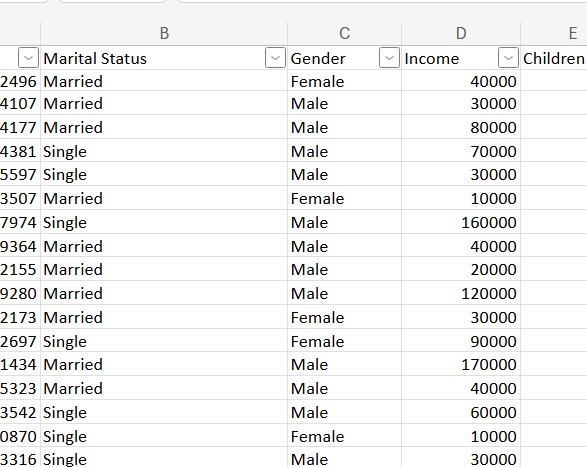 B C D E
Marital Status Gender Income Children
2496 Married Female 40000
4107 Married Male 30000
4177 Married Male 80000
4381 Single Male 70000
5597 Single Male 30000
3507 Married Female 10000
7974 Single Male 160000
9364 Married Male 40000
2155 Married Male 20000
9280 Married Male 120000
2173 Married Female 30000
2697 Single Female 90000
1434 Married Male 170000
5323 Married Male 40000
3542 Single Male 60000
0870 Single Female 10000
3316 Single Male 30000